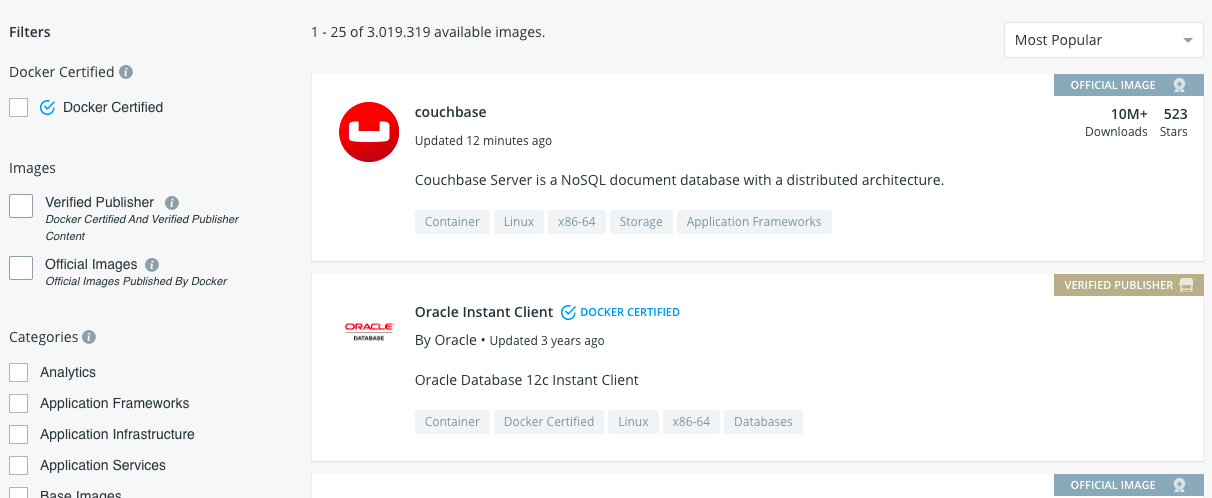 Filters
Docker Certified
Docker Certified
Images
Verified Publisher
Docker Certified And Verified Publisher
Content
Official Images
Official Images Published By Docker
Categories
Analytics
Application Frameworks
Application Infrastructure
Application Services
Base Images
1 - 25 of 3.019.319 available images.
Most Popular
OFFICIAL IMAGE
couchbase
10M+ 523
Updated 12 minutes ago
Downloads Stars
Couchbase Server is a NoSQL document database with a distributed architecture.
Container Linux x86-64 Storage Application Frameworks
VERIFIED PUBLISHER
ORACLE
DATABASE
Oracle Instant Client DOCKER CERTIFIED
By Oracle • Updated 3 years ago
Oracle Database 12c Instant Client
Container Docker Certified Linux x86-64 Databases
OFFICIAL IMAGE